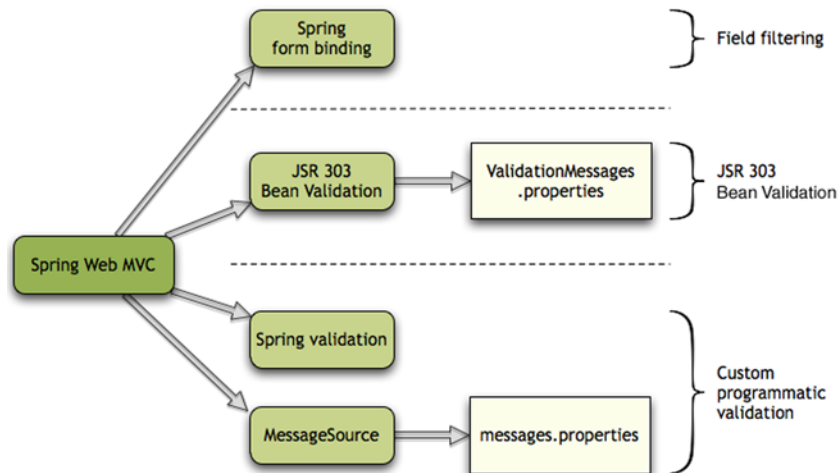 Spring
form binding
Field filtering
JSR 303
Bean Validation
ValidationMessages
.properties
JSR 303
Bean Validation
Spring Web MVC
Spring validation
Custom
programmatic
validation
MessageSource
messages.properties